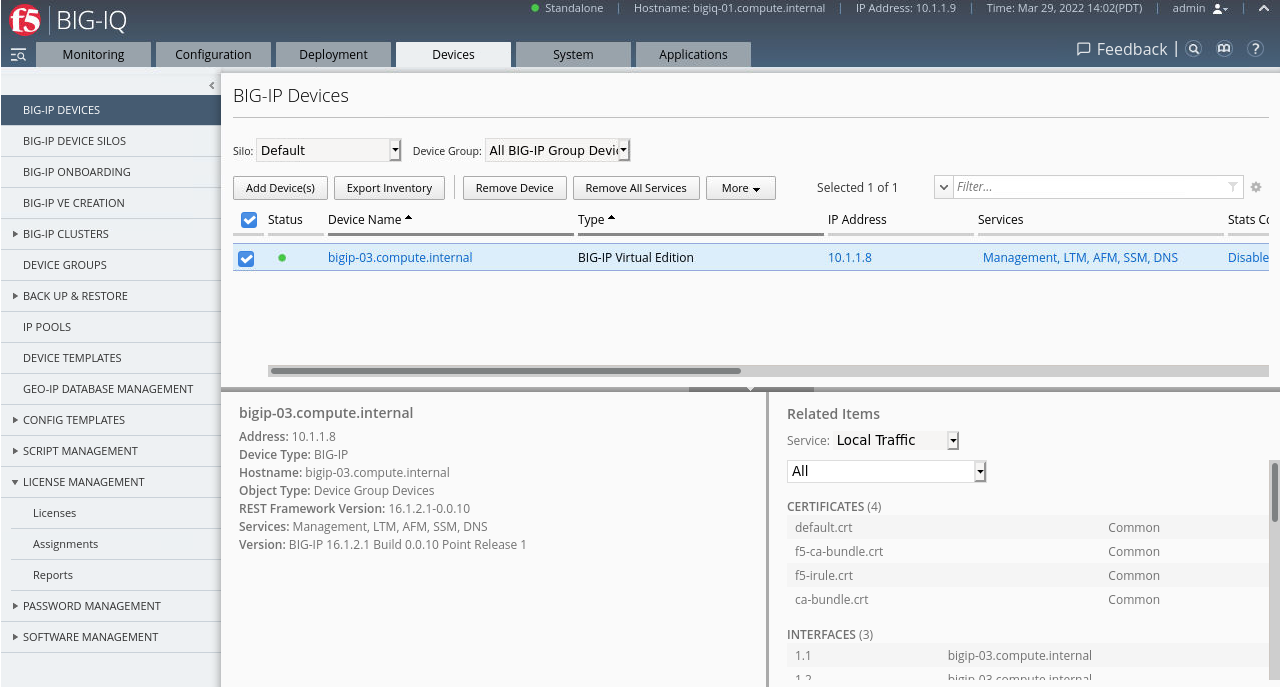 f5 BIG-IQ
Standalone | Hostname: bigiq-01.compute.internal | IP Address: 10.1.1.9 | Time: Mar 29, 2022 14:02(PDT) | admin
Monitoring Configuration Deployment Devices System Applications
Feedback | ?
BIG-IP DEVICES
BIG-IP DEVICE SILOS
BIG-IP ONBOARDING
BIG-IP VE CREATION
BIG-IP CLUSTERS
DEVICE GROUPS
BACK UP & RESTORE
IP POOLS
DEVICE TEMPLATES
GEO-IP DATABASE MANAGEMENT
CONFIG TEMPLATES
SCRIPT MANAGEMENT
LICENSE MANAGEMENT
Licenses
Assignments
Reports
PASSWORD MANAGEMENT
SOFTWARE MANAGEMENT
BIG-IP Devices
Silo: Default Device Group: All BIG-IP Group Devic
Add Device(s) Export Inventory Remove Device Remove All Services More Selected 1 of 1 Filter...
Status Device Name Type IP Address Services Stats Co
bigip-03.compute.internal BIG-IP Virtual Edition 10.1.1.8 Management, LTM, AFM, SSM, DNS Disable
bigip-03.compute.internal
Address: 10.1.1.8
Device Type: BIG-IP
Hostname: bigip-03.compute.internal
Object Type: Device Group Devices
REST Framework Version: 16.1.2.1-0.0.10
Services: Management, LTM, AFM, SSM, DNS
Version: BIG-IP 16.1.2.1 Build 0.0.10 Point Release 1
Related Items
Service: Local Traffic
All
CERTIFICATES (4)
default.crt Common
f5-ca-bundle.crt Common
f5-irule.crt Common
ca-bundle.crt Common
INTERFACES (3)
1.1 bigip-03.compute.internal
1.2 bigip-03.compute.internal